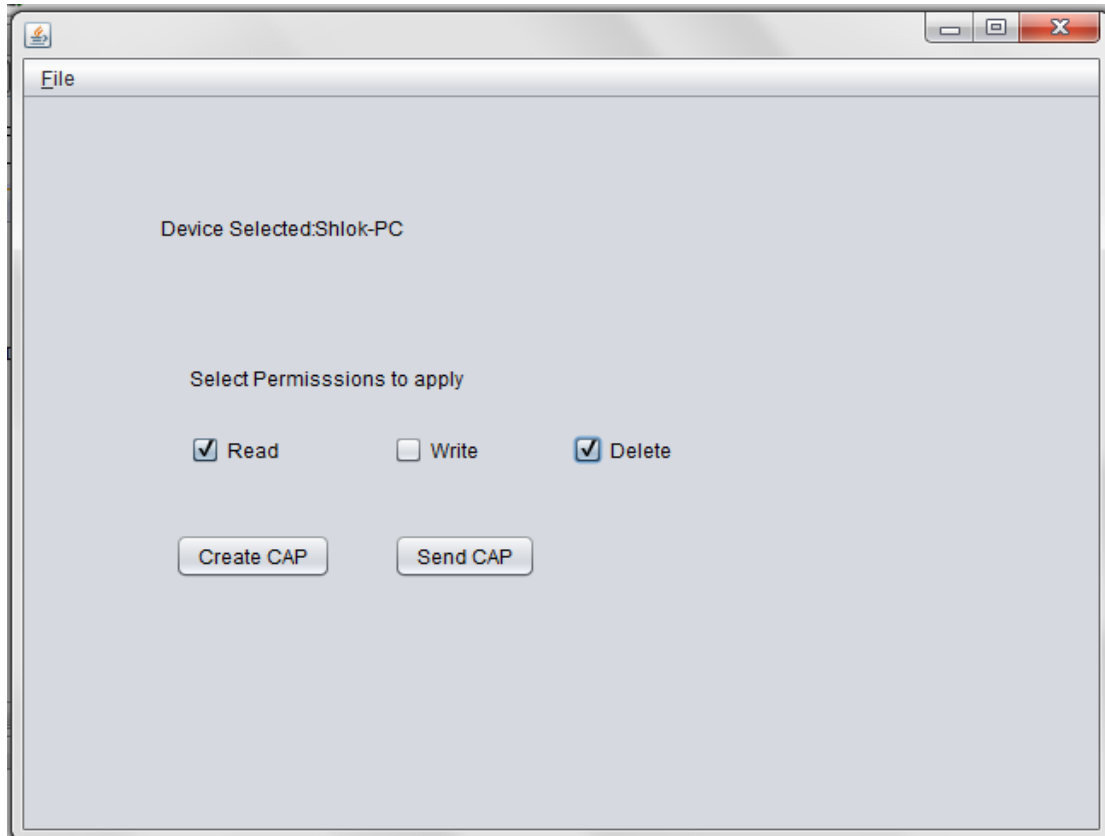 File
Device Selected:Shlok-PC
Select Permisssions to apply
Read Write Delete
Create CAP Send CAP